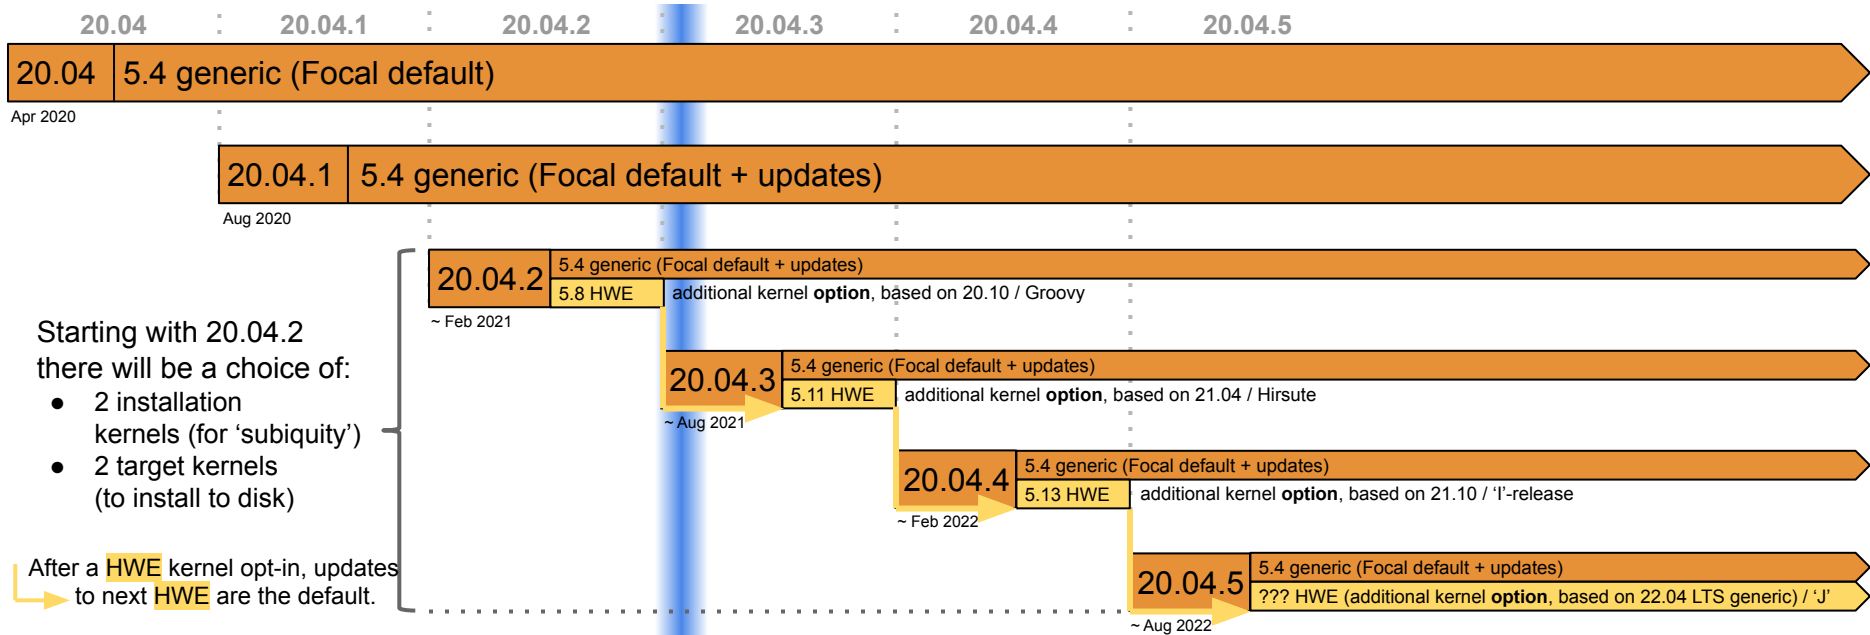 20.04 20.04.1 20.04.2 20.04.3 20.04.4 20.04.5
20.04 5.4 generic (Focal default)
Apr 2020
20.04.1 5.4 generic (Focal default + updates)
Aug 2020
20.04.2 5.4 generic (Focal default + updates)
5.8 HWE additional kernel option, based on 20.10 / Groovy
~ Feb 2021
20.04.3 5.4 generic (Focal default + updates)
5.11 HWE additional kernel option, based on 21.04 / Hirsute
~ Aug 2021
20.04.4 5.4 generic (Focal default + updates)
5.13 HWE additional kernel option, based on 21.10 / ‘I’-release
~ Feb 2022
20.04.5 5.4 generic (Focal default + updates)
??? HWE (additional kernel option, based on 22.04 LTS generic) / ‘J’
~ Aug 2022
Starting with 20.04.2
there will be a choice of:
● 2 installation
kernels (for ‘subiquity’)
● 2 target kernels
(to install to disk)
After a HWE kernel opt-in, updates
to next HWE are the default.